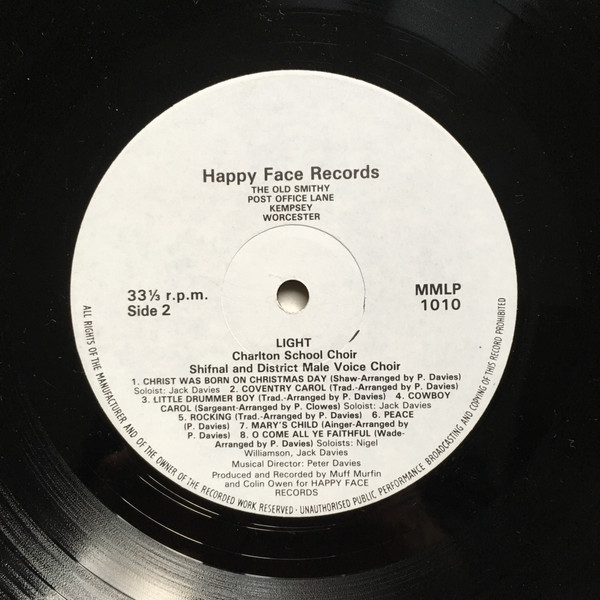 Happy Face Records
THE OLD SMITHY
POST OFFICE LANE
KEMPSEY
WORCESTER
33⅓ r.p.m.
Side 2
MMLP
1010
LIGHT
Charlton School Choir
Shifnal and District Male Voice Choir
1. CHRIST WAS BORN ON CHRISTMAS DAY (Shaw-Arranged by P. Davies)
Soloist: Jack Davies 2. COVENTRY CAROL (Trad.-Arranged by P. Davies)
3. LITTLE DRUMMER BOY (Trad.-Arranged by P. Davies) 4. COWBOY
CAROL (Sargeant-Arranged by P. Clowes) Soloist: Jack Davies
5. ROCKING (Trad.-Arranged by P. Davies) 6. PEACE
(P. Davies) 7. MARY'S CHILD (Ainger-Arranged by
P. Davies) 8. O COME ALL YE FAITHFUL (Wade-
Arranged by P. Davies) Soloists: Nigel
Williamson, Jack Davies
Musical Director: Peter Davies
Produced and Recorded by Muff Murfin
and Colin Owen for HAPPY FACE
RECORDS
ALL RIGHTS OF THE MANUFACTURER AND OF THE OWNER OF THE RECORDED WORK RESERVED · UNAUTHORISED PUBLIC PERFORMANCE BROADCASTING AND COPYING OF THIS RECORD PROHIBITED